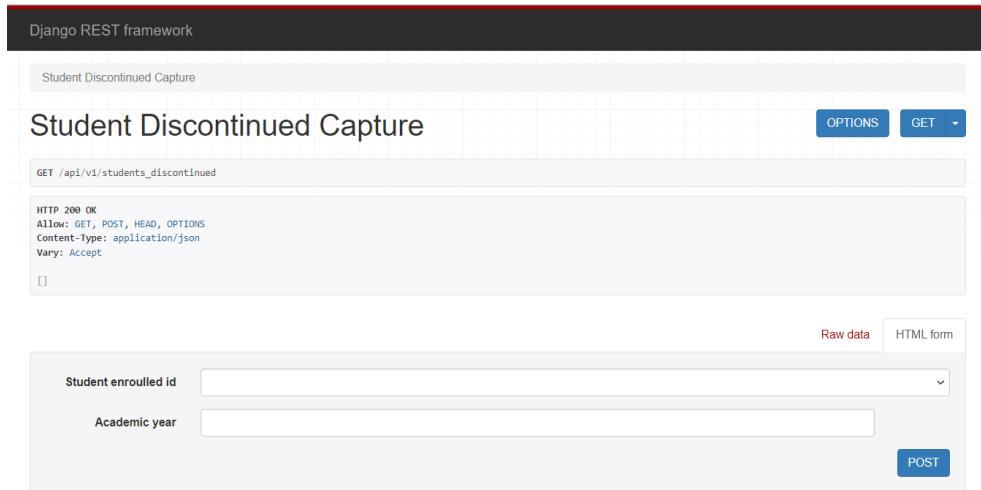 Django REST framework
Student Discontinued Capture
Student Discontinued Capture
OPTIONS
GET
GET /api/v1/students_discontinued
HTTP 200 OK
Allow: GET, POST, HEAD, OPTIONS
Content-Type: application/json
Vary: Accept
[]
Raw data
HTML form
Student enroulled id
Academic year
POST